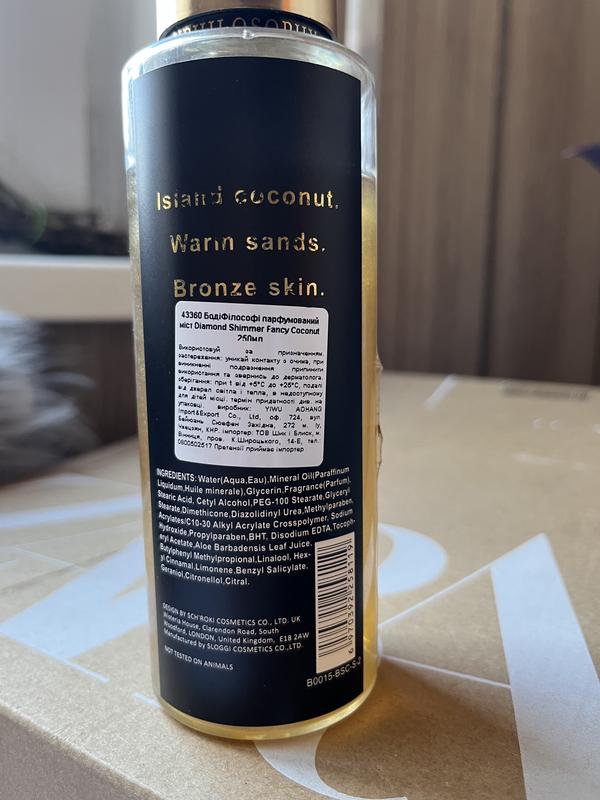 PHILOSOPHY
Island coconut.
Warm sands.
Bronze skin.
43360 БодіФілософі парфумований
міст Diamond Shimmer Fancy Coconut
250мл
Використовуй за призначенням.
застереження: уникай контакту з очима, при
виникненні подразнення припинити
використання та звернись до дерматолога.
зберігання: при t від +5°C до +25°C, подалі
від джерел світла і тепла, в недоступному
для дітей місці. термін придатності див. на
упаковці. виробник: YIWU AOHANG
Import&Export Co., Ltd, оф. 724, вул.
Бейюань Сюефен Західна, 272 м. Іу,
Чжецзян, КНР. імпортер: ТОВ Шик і Блиск, м.
Вінниця, пров. К.Широцького, 14-Е, тел.:
0800502517 Претензії приймає імпортер
INGREDIENTS: Water(Aqua,Eau),Mineral Oil(Paraffinum
Liquidum,Huile minerale),Glycerin,Fragrance(Parfum),
Stearic Acid, Cetyl Alcohol,PEG-100 Stearate,Glyceryl
Stearate,Dimethicone,Diazolidinyl Urea,Methylparaben,
Acrylates/C10-30 Alkyl Acrylate Crosspolymer, Sodium
Hydroxide,Propylparaben,BHT, Disodium EDTA,Tocoph-
eryl Acetate,Aloe Barbadensis Leaf Juice.
Butylphenyl Methylpropional,Linalool, Hex-
yl Cinnamal,Limonene,Benzyl Salicylate.
Geraniol,Citronellol,Citral.
DESIGN BY SCH'ROKI COSMETICS CO., LTD. UK
Wisteria House, Clarendon Road, South
Woodford, LONDON, United Kingdom, E18 2AW
Manufactured by SLOGGI COSMETICS CO.,LTD.
NOT TESTED ON ANIMALS
6 970392 258119
B0015-BSC-S-2